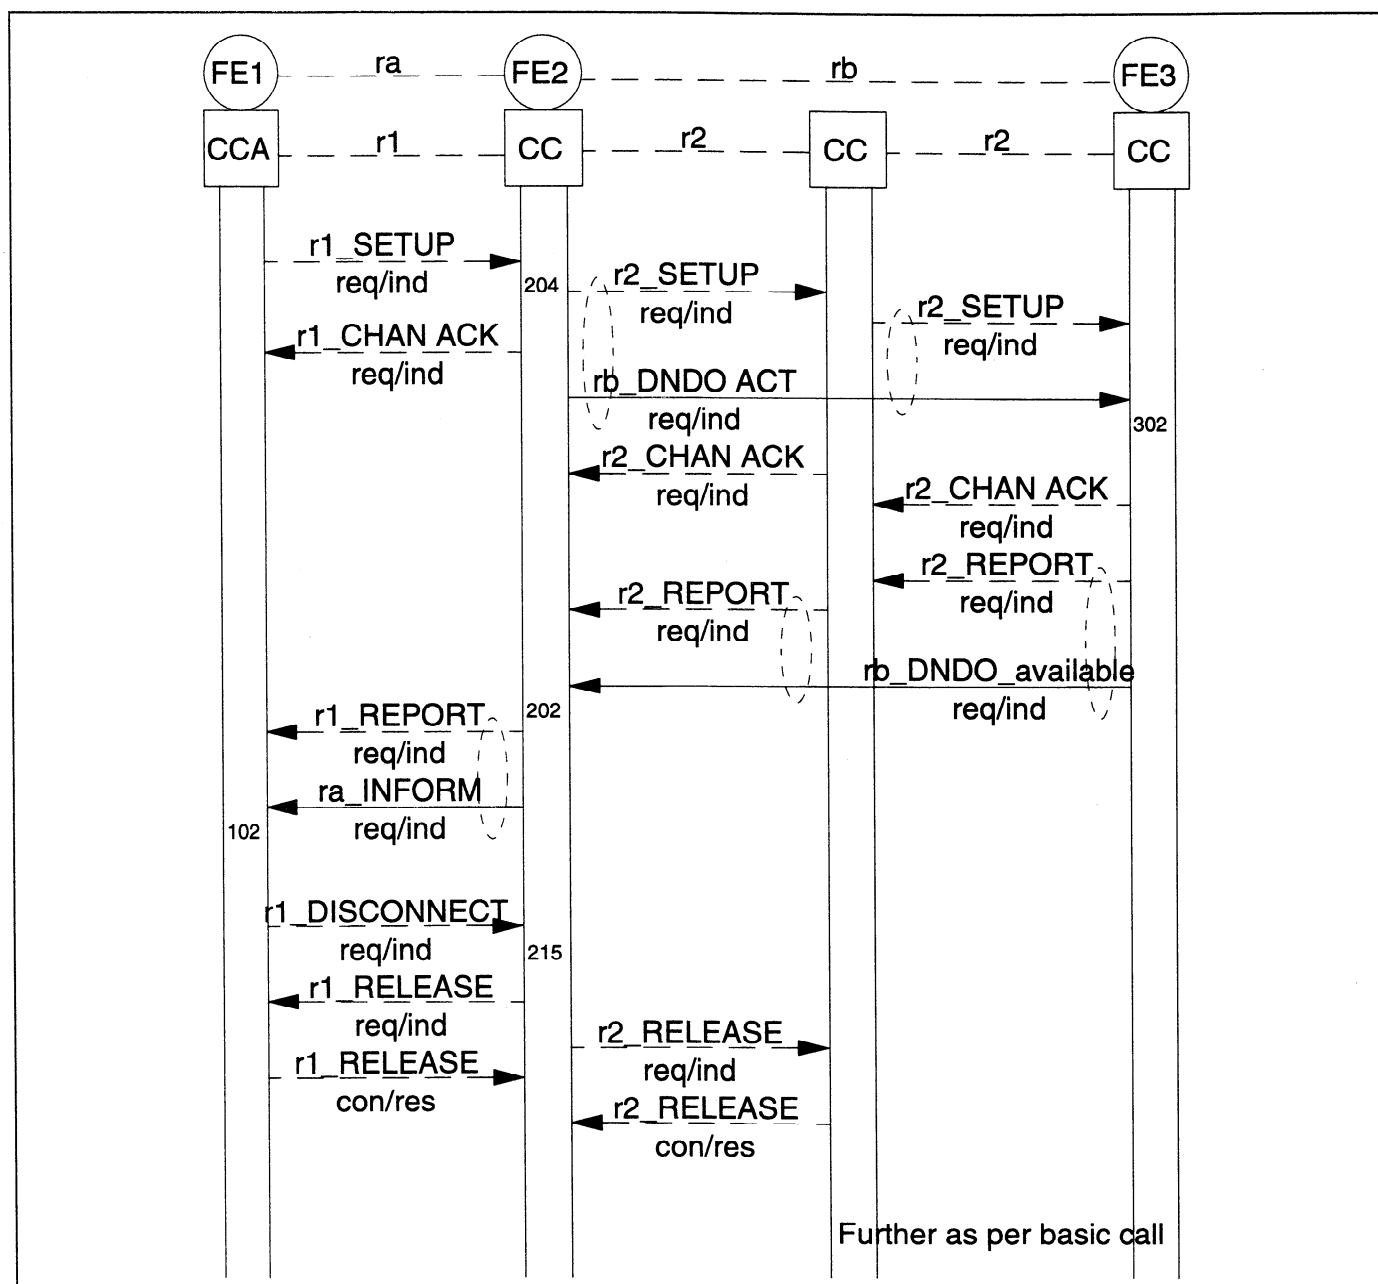 FE1 ra FE2 rb FE3
CCA r1 CC r2 CC r2 CC
r1_SETUP
req/ind
204
r2_SETUP
req/ind
r2_SETUP
req/ind
r1_CHAN ACK
req/ind
rb_DNDO ACT
req/ind
302
r2_CHAN ACK
req/ind
r2_CHAN ACK
req/ind
r2_REPORT
req/ind
r2_REPORT
req/ind
rb_DNDO_available
req/ind
202
r1_REPORT
req/ind
ra_INFORM
req/ind
102
r1_DISCONNECT
req/ind
215
r1_RELEASE
req/ind
r2_RELEASE
req/ind
r1_RELEASE
con/res
r2_RELEASE
con/res
Further as per basic call